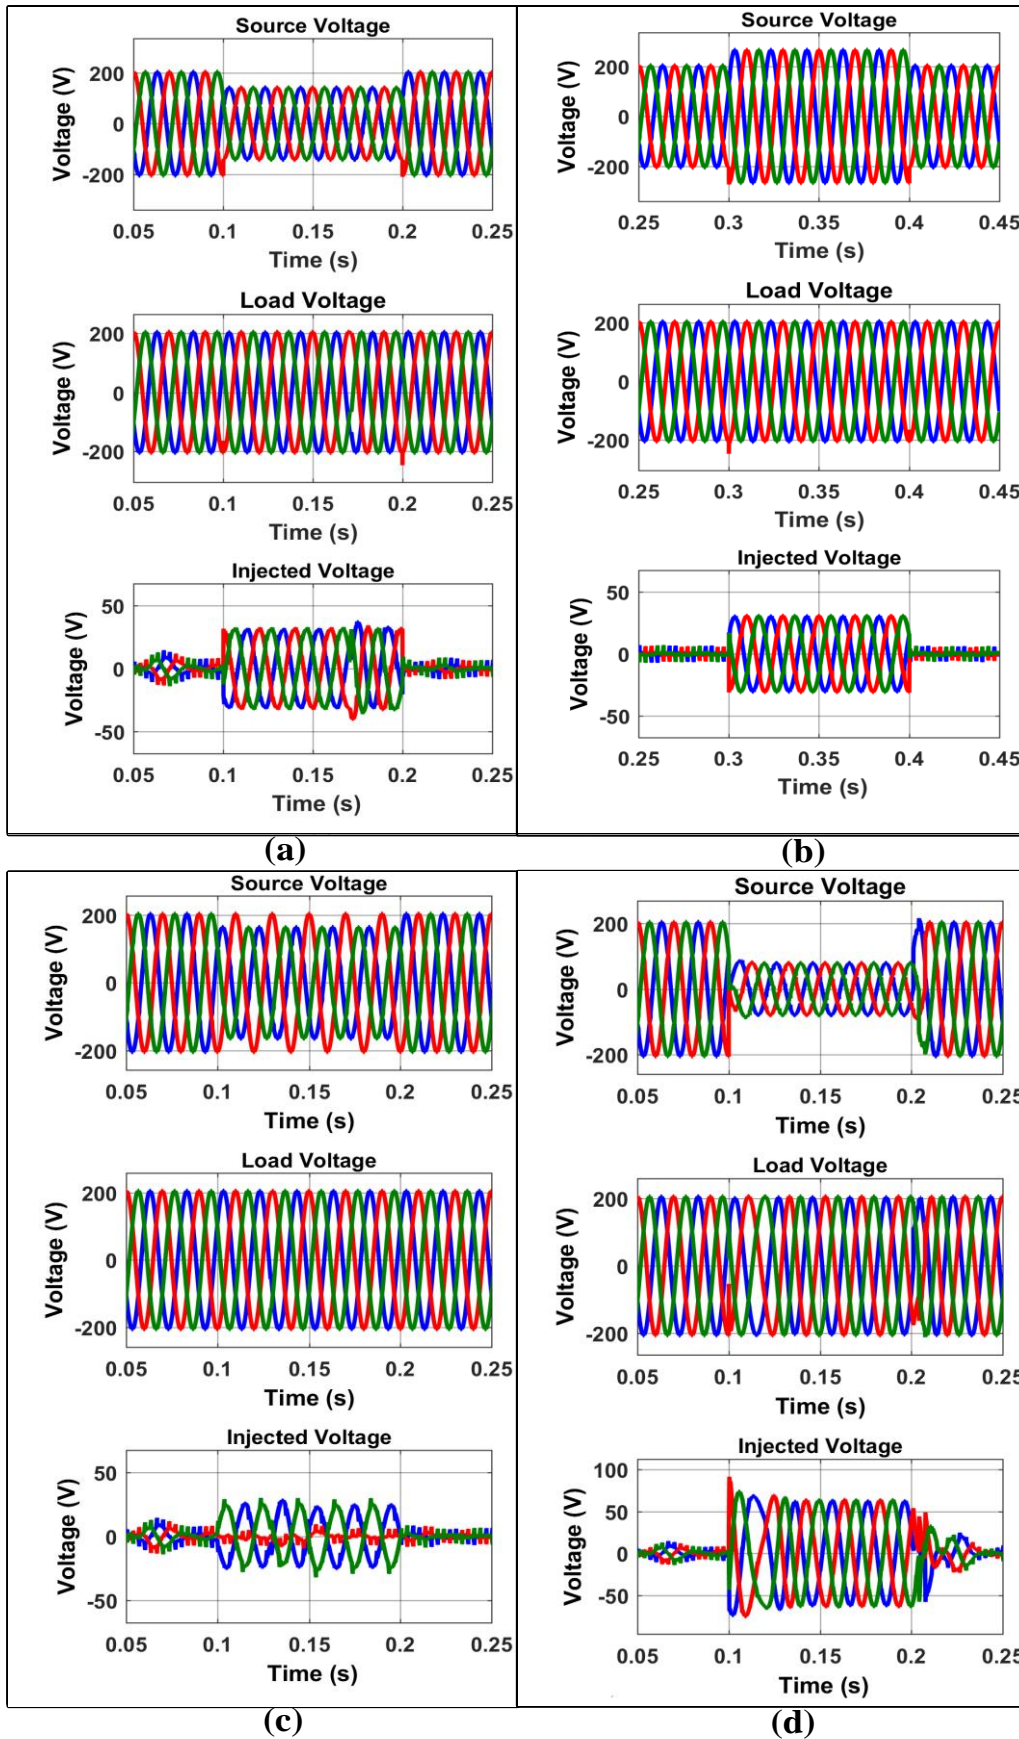 Source Voltage
Voltage (V)
200
0
-200
0.05 0.1 0.15 0.2 0.25
Time (s)
Load Voltage
Voltage (V)
200
0
-200
0.05 0.1 0.15 0.2 0.25
Time (s)
Injected Voltage
Voltage (V)
50
0
-50
0.05 0.1 0.15 0.2 0.25
Time (s)
(a)
Source Voltage
Voltage (V)
200
0
-200
0.25 0.3 0.35 0.4 0.45
Time (s)
Load Voltage
Voltage (V)
200
0
-200
0.25 0.3 0.35 0.4 0.45
Time (s)
Injected Voltage
Voltage (V)
50
0
-50
0.25 0.3 0.35 0.4 0.45
Time (s)
(b)
Source Voltage
Voltage (V)
200
0
-200
0.05 0.1 0.15 0.2 0.25
Time (s)
Load Voltage
Voltage (V)
200
0
-200
0.05 0.1 0.15 0.2 0.25
Time (s)
Injected Voltage
Voltage (V)
50
0
-50
0.05 0.1 0.15 0.2 0.25
Time (s)
(c)
Source Voltage
Voltage (V)
200
0
-200
0.05 0.1 0.15 0.2 0.25
Time (s)
Load Voltage
Voltage (V)
200
0
-200
0.05 0.1 0.15 0.2 0.25
Time (s)
Injected Voltage
Voltage (V)
100
50
0
-50
0.05 0.1 0.15 0.2 0.25
Time (s)
(d)